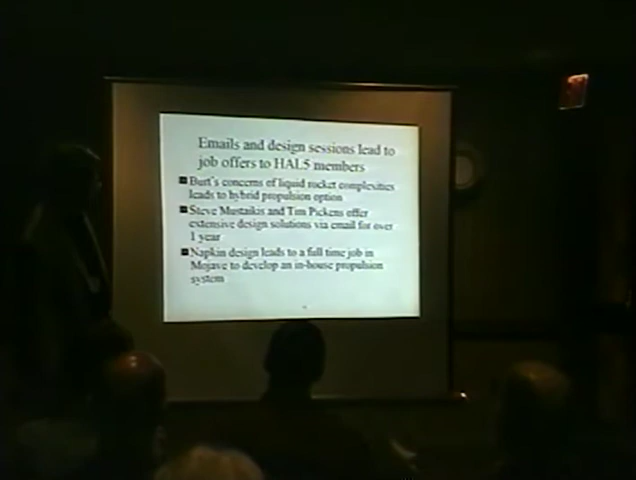 Emails and design sessions lead to
job offers to HAL5 members
Burt's concerns of liquid rocket complexities
leads to hybrid propulsion option
Steve Mustaikis and Tim Pickens offer
extensive design solutions via email for over
1 year
Napkin design leads to a full time job in
Mojave to develop an in-house propulsion
system